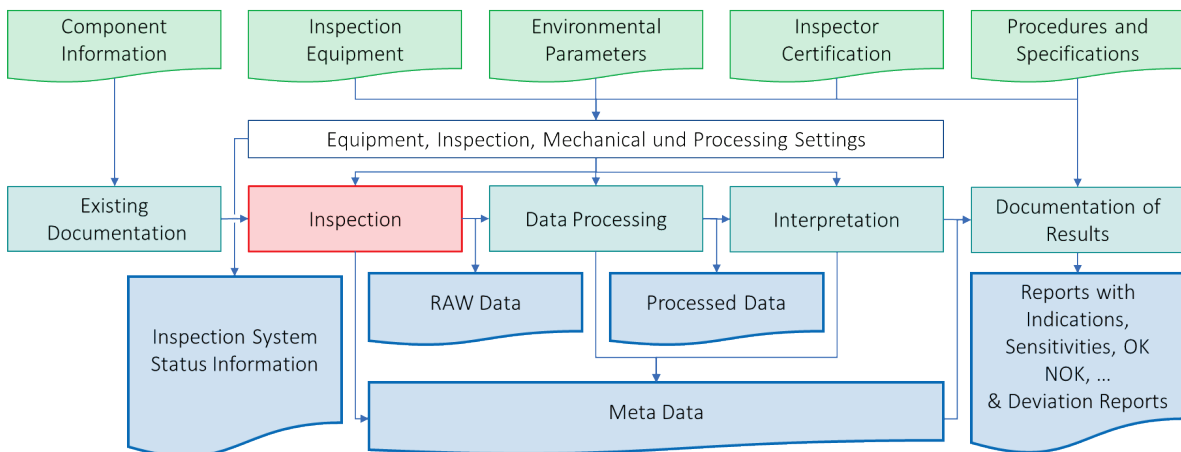 Component
Information
Inspection
Equipment
Environmental
Parameters
Inspector
Certification
Procedures and
Specifications
Equipment, Inspection, Mechanical und Processing Settings
Existing
Documentation
Inspection
Data Processing
Interpretation
Documentation of
Results
Inspection System
Status Information
RAW Data
Processed Data
Reports with
Indications,
Sensitivities, OK
NOK, ...
& Deviation Reports
Meta Data